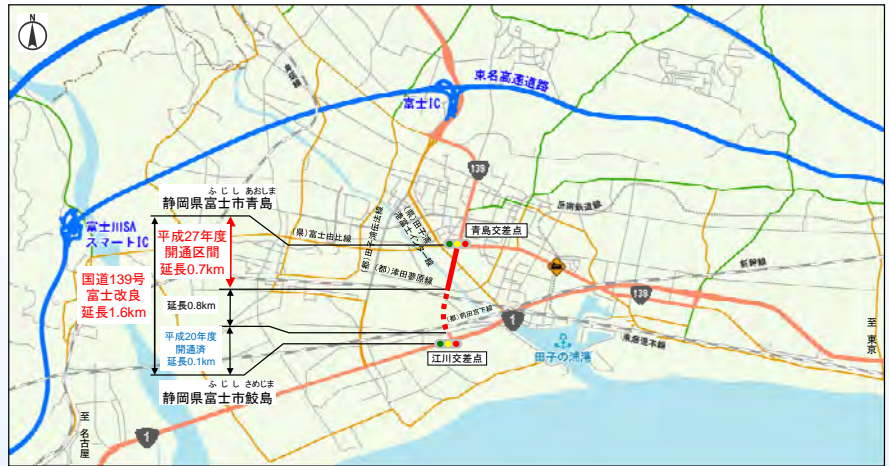 N
東名高速道路
富士IC
139
ふじし あおしま
静岡県富士市青島
富士川SA
スマートIC
平成27年度
開通区間
延長0.7km
(県)富士由比線
(都)田子浦伝法線
青島交差点
岳南鉄道線
新幹線
国道139号
富士改良
延長1.6km
(都)津田蓼原線
延長0.8km
(都)前田宮下線
1
139
平成20年度
開通済
延長0.1km
江川交差点
田子の浦港
東海道本線
至 東京
ふじし さめじま
静岡県富士市鮫島
至 名古屋
1